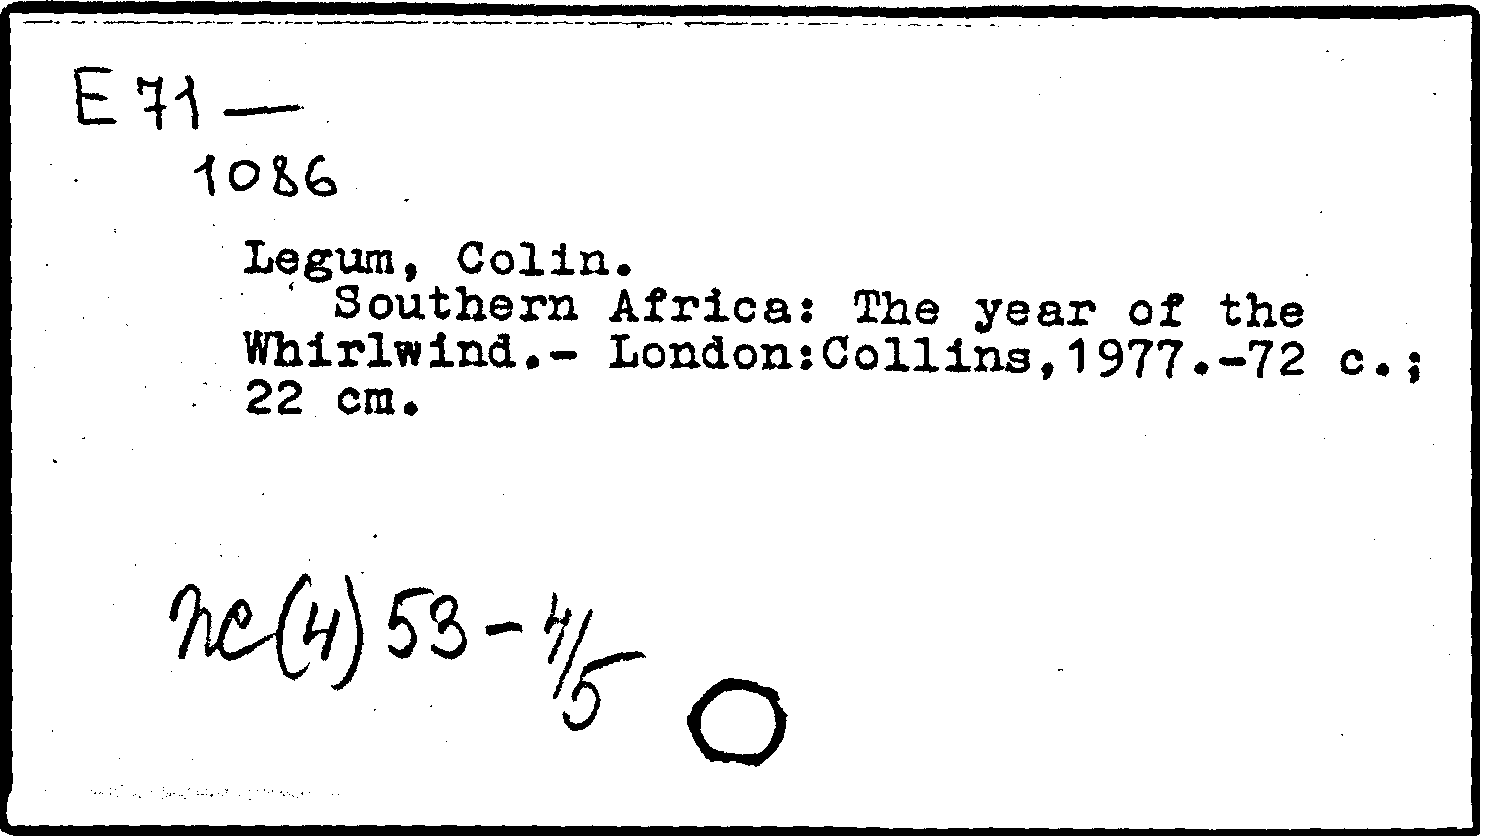 E 71 —
1086
Legum, Colin.
Southern Africa: The year of the
Whirlwind.- London:Collins,1977.-72 c.;
22 cm.
nc(4) 53 - 4/5